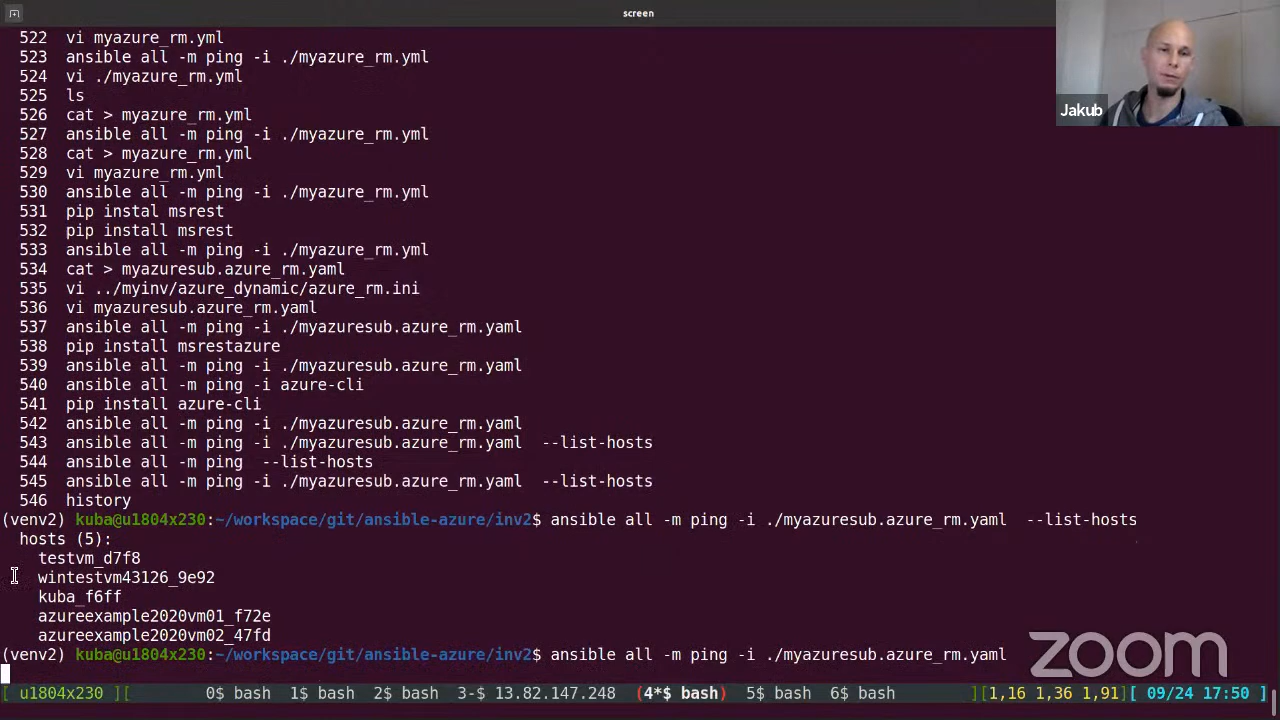 screen
522  vi myazure_rm.yml
523  ansible all -m ping -i ./myazure_rm.yml
524  vi ./myazure_rm.yml
525  ls
526  cat > myazure_rm.yml
527  ansible all -m ping -i ./myazure_rm.yml
528  cat > myazure_rm.yml
529  vi myazure_rm.yml
530  ansible all -m ping -i ./myazure_rm.yml
531  pip instal msrest
532  pip install msrest
533  ansible all -m ping -i ./myazure_rm.yml
534  cat > myazuresub.azure_rm.yaml
535  vi ../myinv/azure_dynamic/azure_rm.ini
536  vi myazuresub.azure_rm.yaml
537  ansible all -m ping -i ./myazuresub.azure_rm.yaml
538  pip install msrestazure
539  ansible all -m ping -i ./myazuresub.azure_rm.yaml
540  ansible all -m ping -i azure-cli
541  pip install azure-cli
542  ansible all -m ping -i ./myazuresub.azure_rm.yaml
543  ansible all -m ping -i ./myazuresub.azure_rm.yaml  --list-hosts
544  ansible all -m ping  --list-hosts
545  ansible all -m ping -i ./myazuresub.azure_rm.yaml  --list-hosts
546  history
(venv2) kuba@u1804x230:~/workspace/git/ansible-azure/inv2$ ansible all -m ping -i ./myazuresub.azure_rm.yaml  --list-hosts
hosts (5):
testvm_d7f8
wintestvm43126_9e92
kuba_f6ff
azureexample2020vm01_f72e
azureexample2020vm02_47fd
(venv2) kuba@u1804x230:~/workspace/git/ansible-azure/inv2$ ansible all -m ping -i ./myazuresub.azure_rm.yaml
[ u1804x230 ][ 0$ bash  1$ bash  2$ bash  3-$ 13.82.147.248  (4*$ bash)  5$ bash  6$ bash ][1,16 1,36 1,91][ 09/24 17:50 ]
Jakub
zoom